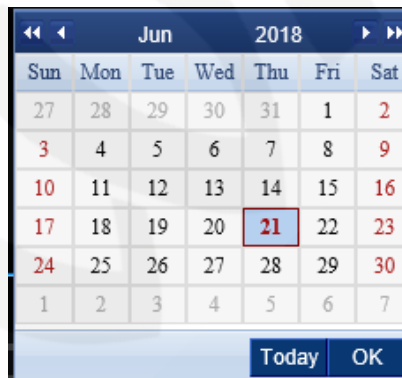 Jun 2018
Sun Mon Tue Wed Thu Fri Sat
27 28 29 30 31 1 2
3 4 5 6 7 8 9
10 11 12 13 14 15 16
17 18 19 20 21 22 23
24 25 26 27 28 29 30
1 2 3 4 5 6 7
Today OK